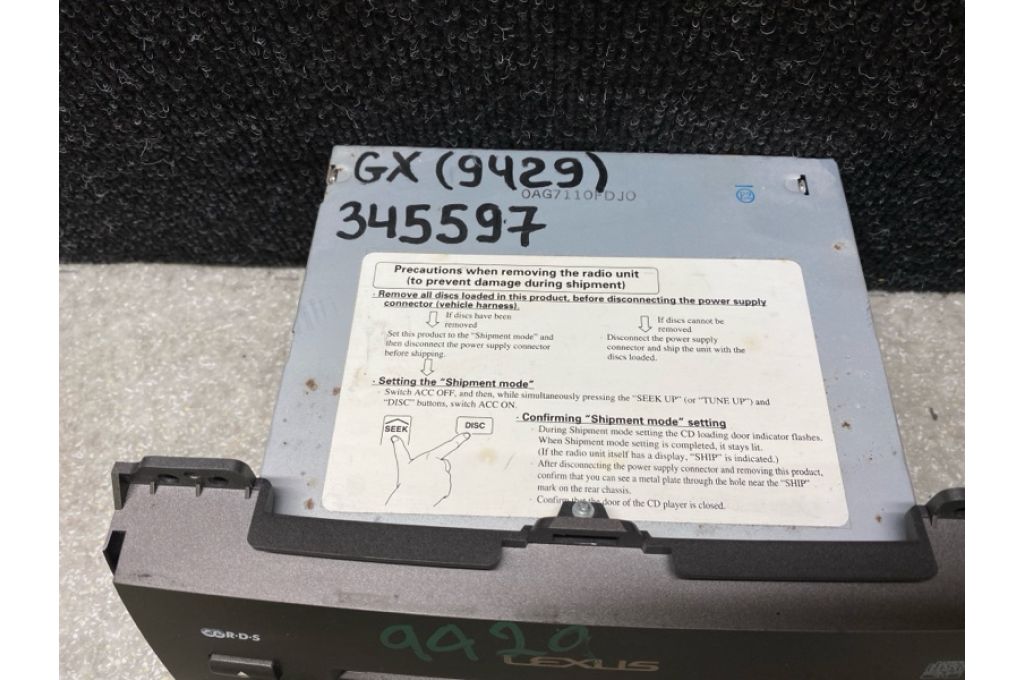 GX (9429)
0AG7110PDJ0
345597
Precautions when removing the radio unit
(to prevent damage during shipment)
· Remove all discs loaded in this product, before disconnecting the power supply
connector (vehicle harness).
If discs have been
removed
Set this product to the "Shipment mode" and
then disconnect the power supply connector
before shipping.
If discs cannot be
removed
Disconnect the power supply
connector and ship the unit with the
discs loaded.
· Setting the "Shipment mode"
· Switch ACC OFF, and then, while simultaneously pressing the "SEEK UP" (or "TUNE UP") and
"DISC" buttons, switch ACC ON.
SEEK
DISC
· Confirming "Shipment mode" setting
· During Shipment mode setting the CD loading door indicator flashes.
When Shipment mode setting is completed, it stays lit.
(If the radio unit itself has a display, "SHIP" is indicated.)
· After disconnecting the power supply connector and removing this product,
confirm that you can see a metal plate through the hole near the "SHIP"
mark on the rear chassis.
· Confirm that the door of the CD player is closed.
R·D·S
9429
LEXUS